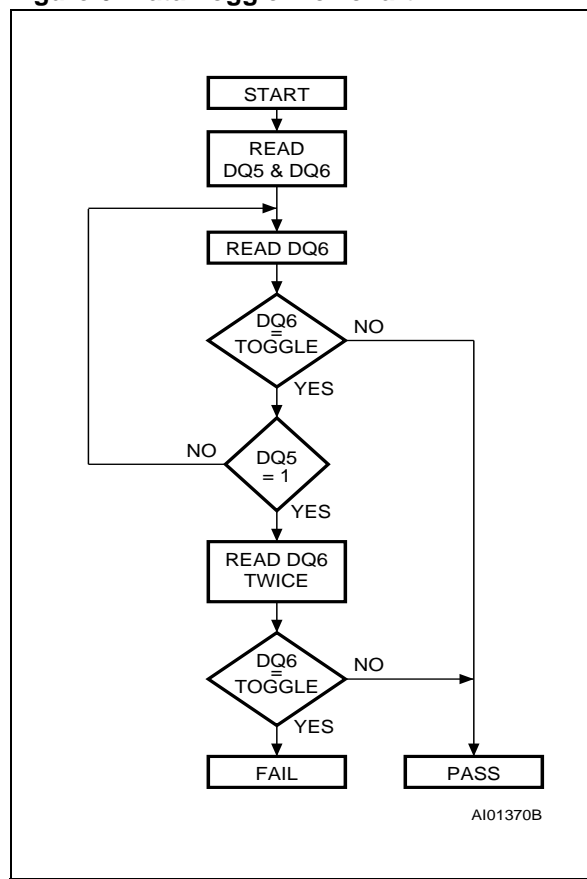 START
READ
DQ5 & DQ6
READ DQ6
DQ6
=
TOGGLE
NO
YES
NO
DQ5
= 1
YES
READ DQ6
TWICE
DQ6
=
TOGGLE
NO
YES
FAIL
PASS
AI01370B